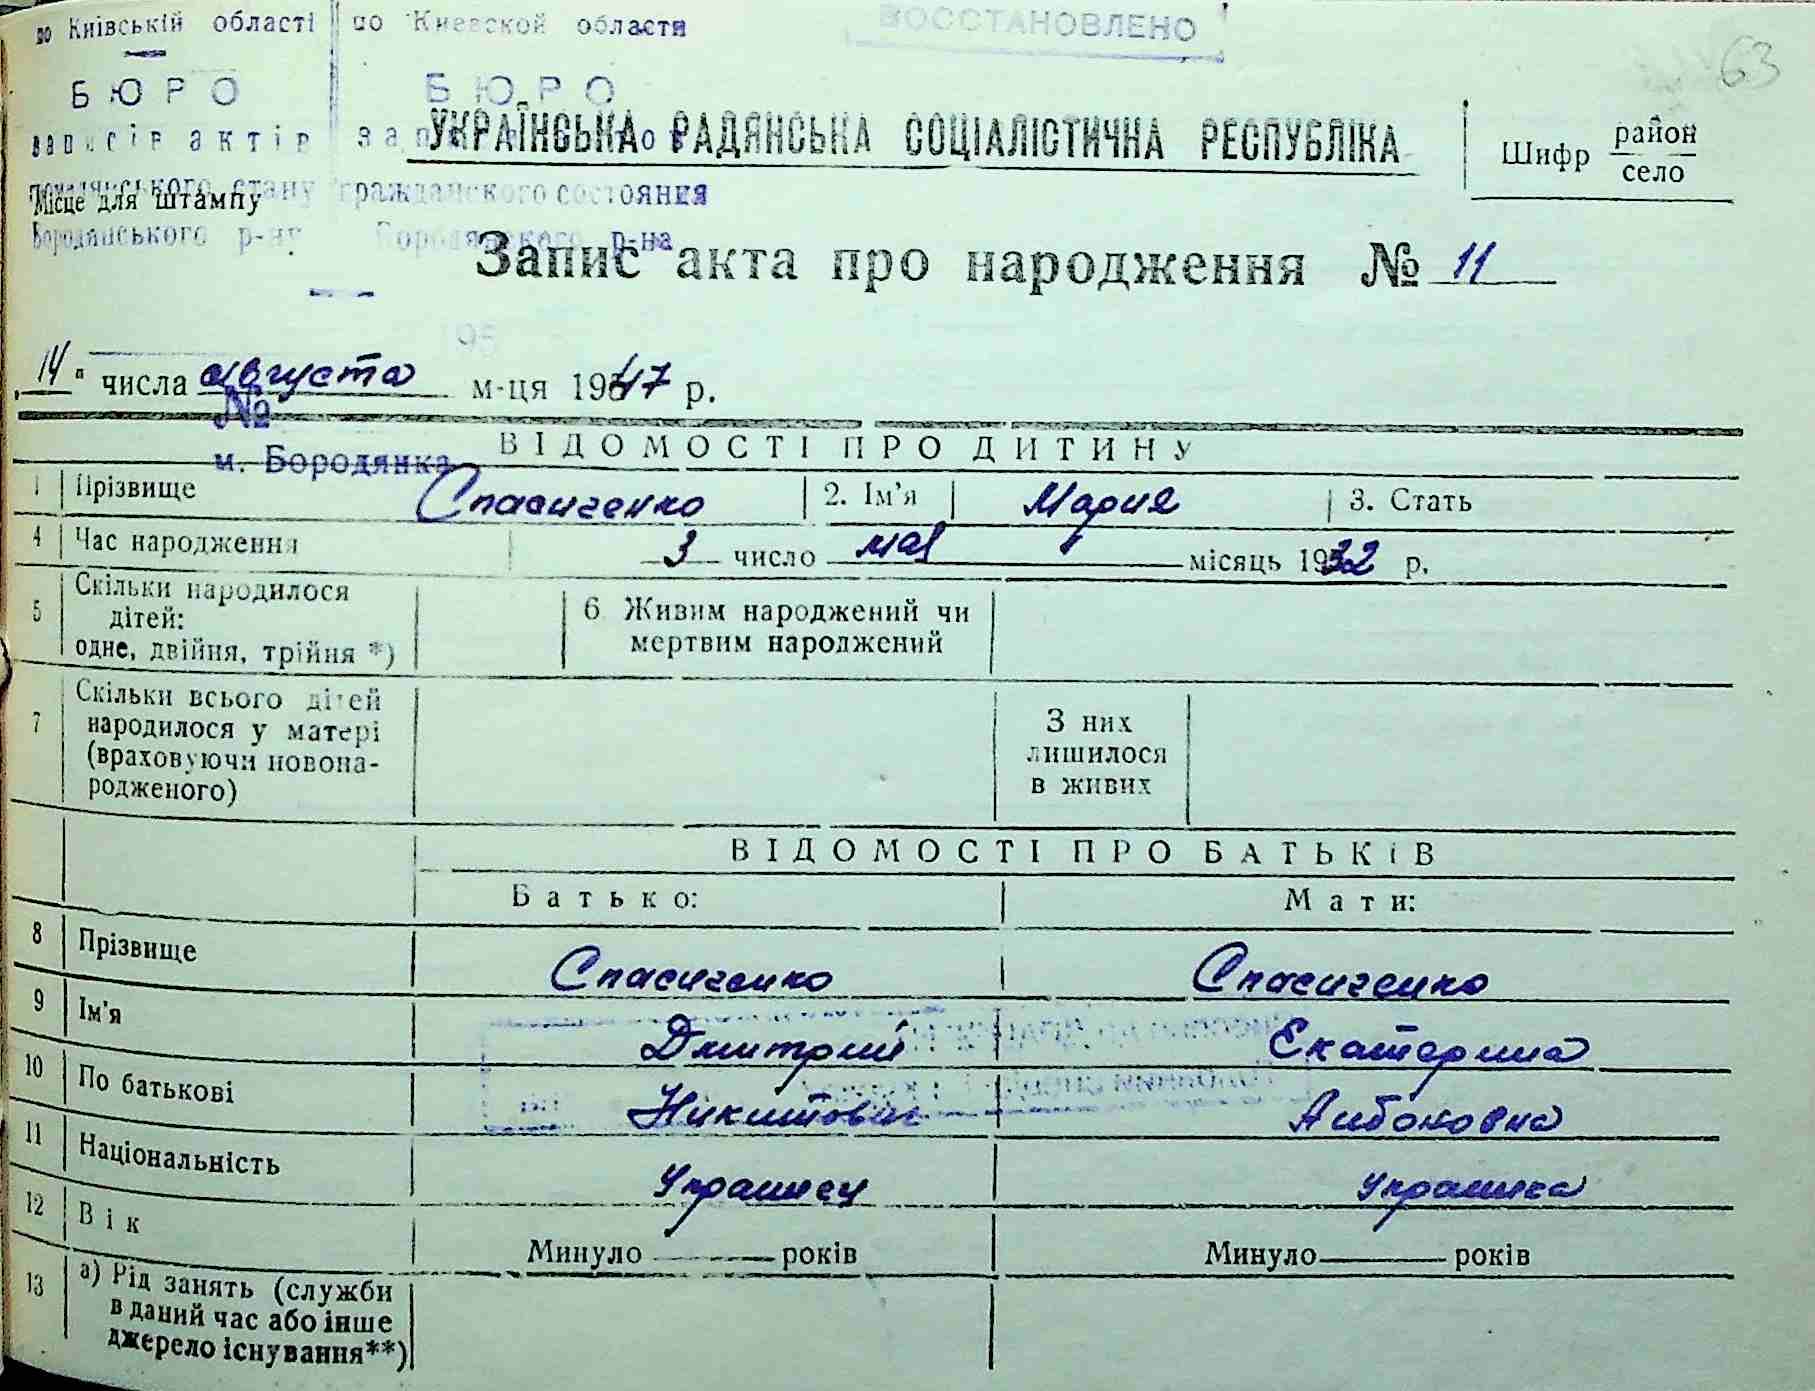 по Київській області по Киевской области
ВОССТАНОВЛЕНО
63
БЮРО БЮРО
записів актів
УКРАЇНСЬКА РАДЯНСЬКА СОЦІАЛІСТИЧНА РЕСПУБЛІКА
Шифр район
село
громадянського стану гражданского состояния
Місце для штампу
Бородянського р-ну Бородянского р-на
Запис акта про народження № 11
195
14 числа августа м-ця 1947 р.
№
м. Бородянка
ВІДОМОСТІ ПРО ДИТИНУ
1 Прізвище Спасиченко 2. Ім'я Мария 3. Стать
4 Час народження 3 число мая місяць 1932 р.
5 Скільки народилося дітей: одне, двійня, трійня *) 6 Живим народжений чи мертвим народжений
7 Скільки всього дітей народилося у матері (враховуючи новонародженого) З них лишилося в живих
ВІДОМОСТІ ПРО БАТЬКІВ
Батько: Мати:
8 Прізвище Спасиченко Спасиченко
9 Ім'я Дмитрий Екатерина
10 По батькові Никитович
11 Національність Украинец украинка
12 Вік Минуло років Минуло років
13 а) Рід занять (служби
в даний час або інше
джерело існування**)